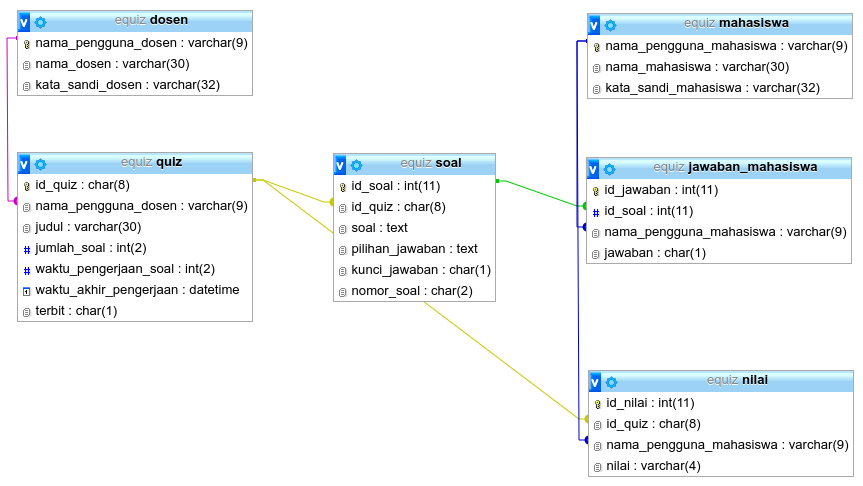 equiz dosen
nama_pengguna_dosen : varchar(9)
nama_dosen : varchar(30)
kata_sandi_dosen : varchar(32)
equiz quiz
id_quiz : char(8)
nama_pengguna_dosen : varchar(9)
judul : varchar(30)
jumlah_soal : int(2)
waktu_pengerjaan_soal : int(2)
waktu_akhir_pengerjaan : datetime
terbit : char(1)
equiz soal
id_soal : int(11)
id_quiz : char(8)
soal : text
pilihan_jawaban : text
kunci_jawaban : char(1)
nomor_soal : char(2)
equiz mahasiswa
nama_pengguna_mahasiswa : varchar(9)
nama_mahasiswa : varchar(30)
kata_sandi_mahasiswa : varchar(32)
equiz jawaban_mahasiswa
id_jawaban : int(11)
id_soal : int(11)
nama_pengguna_mahasiswa : varchar(9)
jawaban : char(1)
equiz nilai
id_nilai : int(11)
id_quiz : char(8)
nama_pengguna_mahasiswa : varchar(9)
nilai : varchar(4)